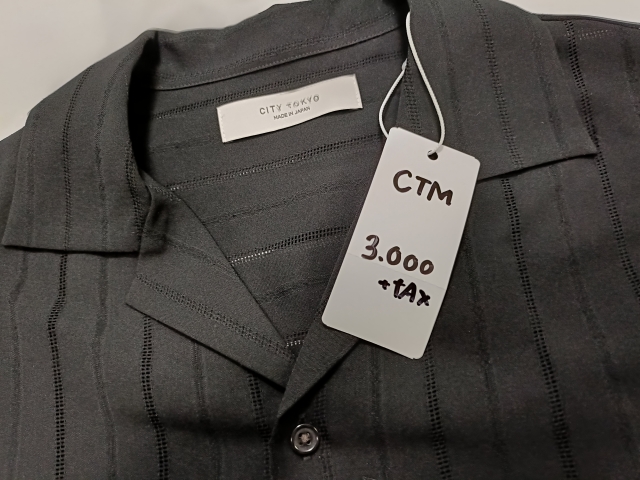 CITY TOKYO
MADE IN JAPAN
CTM
3.000
+tAx